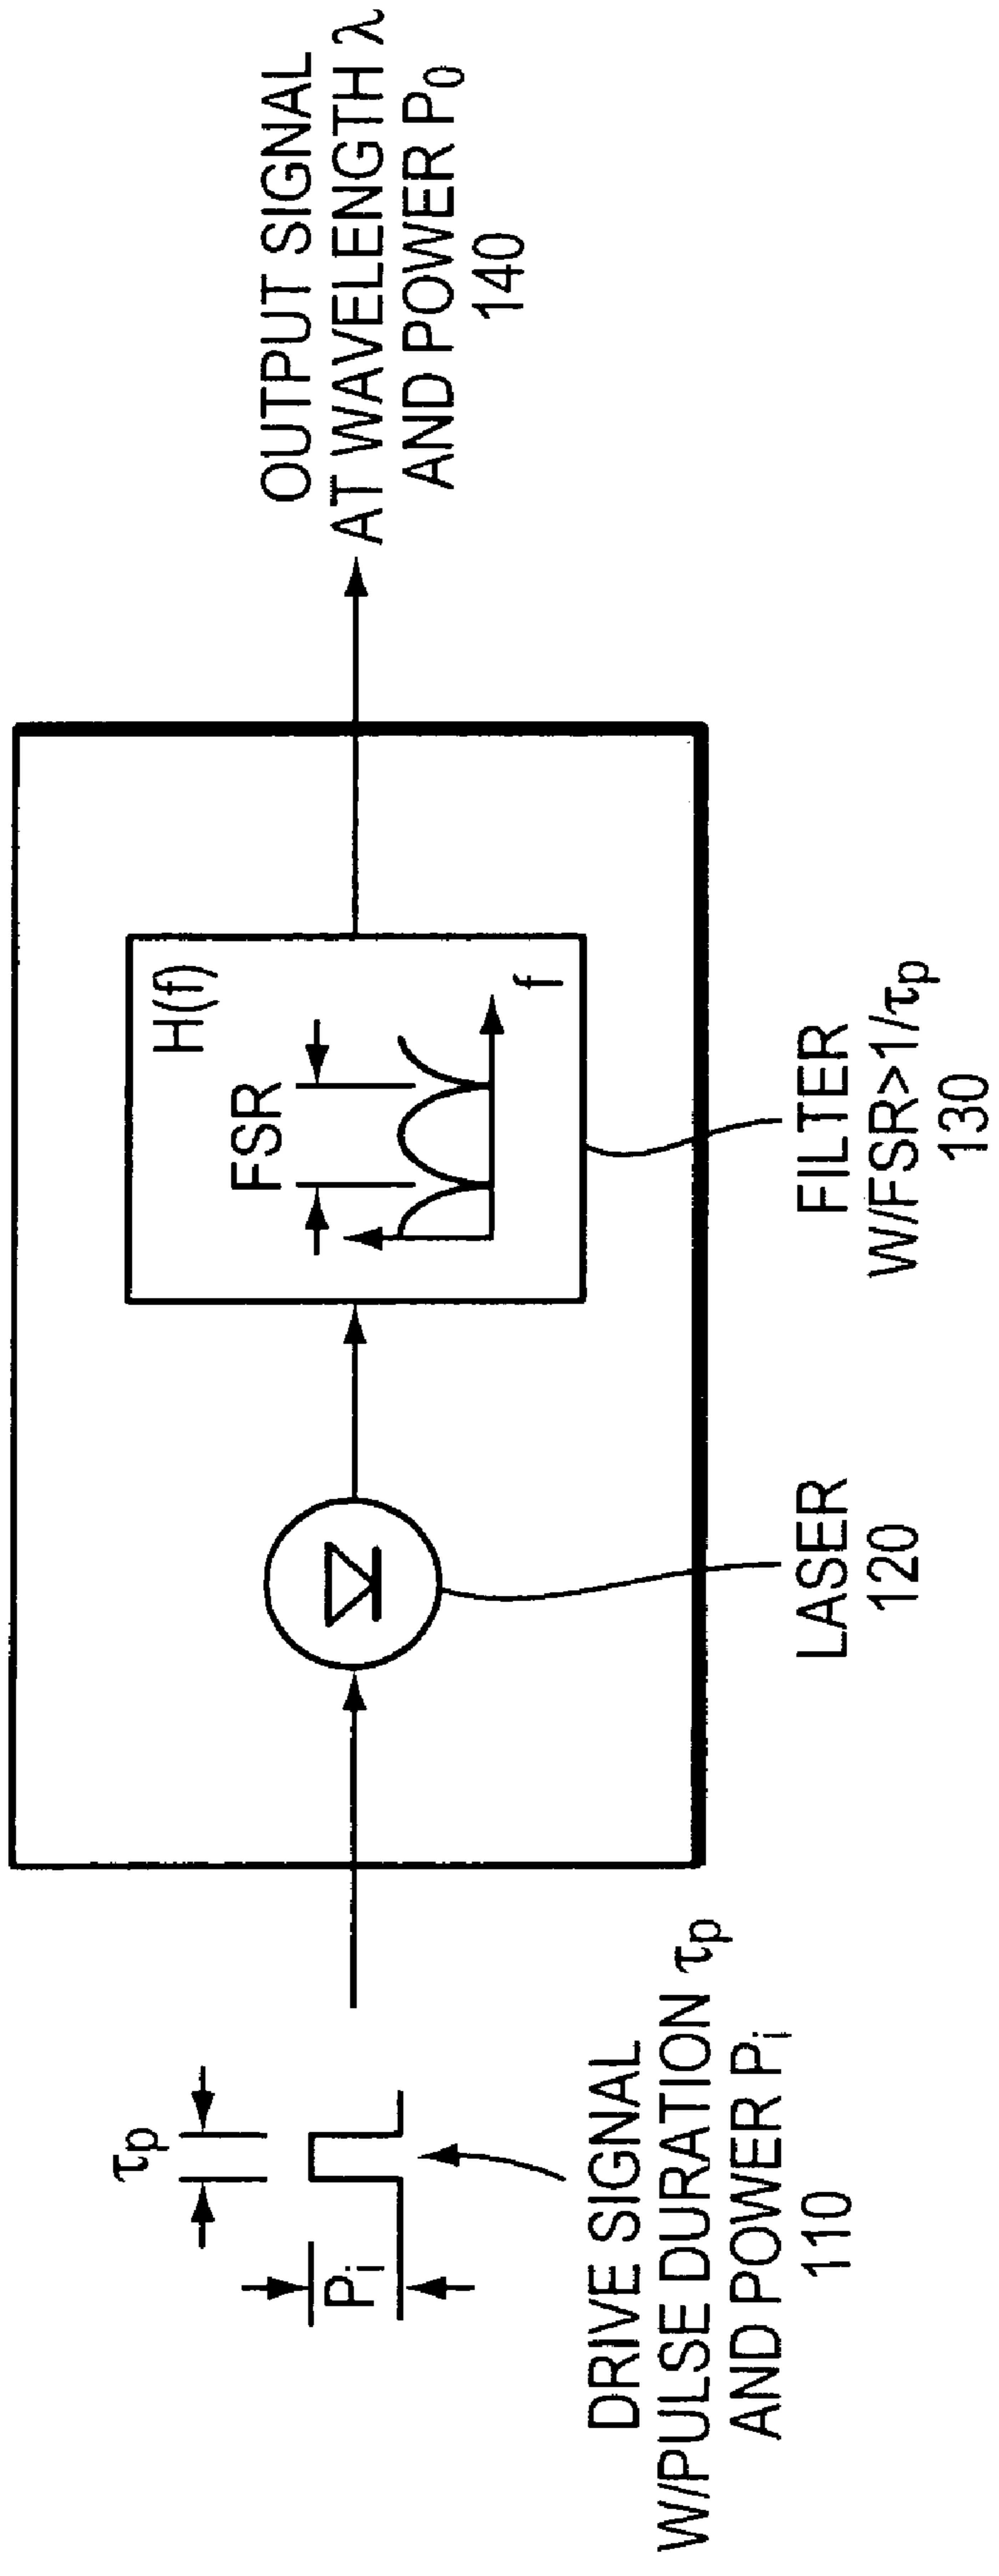 τp
Pi
DRIVE SIGNAL
W/PULSE DURATION τp
AND POWER Pi
110
LASER
120
H(f)
FSR
f
FILTER
W/FSR>1/τp
130
OUTPUT SIGNAL
AT WAVELENGTH λ
AND POWER P0
140